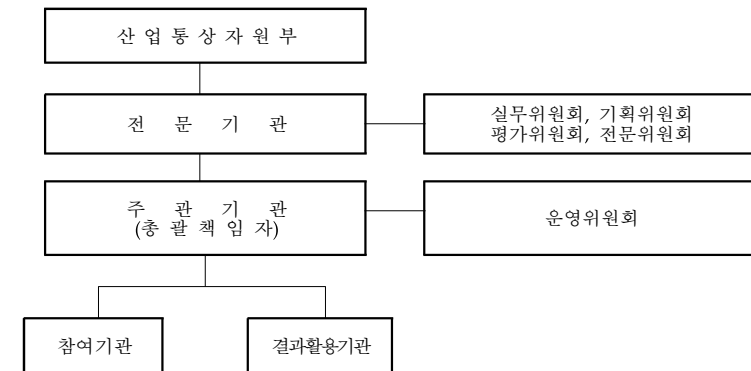 산 업 통 상 자 원 부
전 문 기 관
실무위원회, 기획위원회
평가위원회, 전문위원회
주 관 기 관
(총 괄 책 임 자)
운영위원회
참여기관
결과활용기관